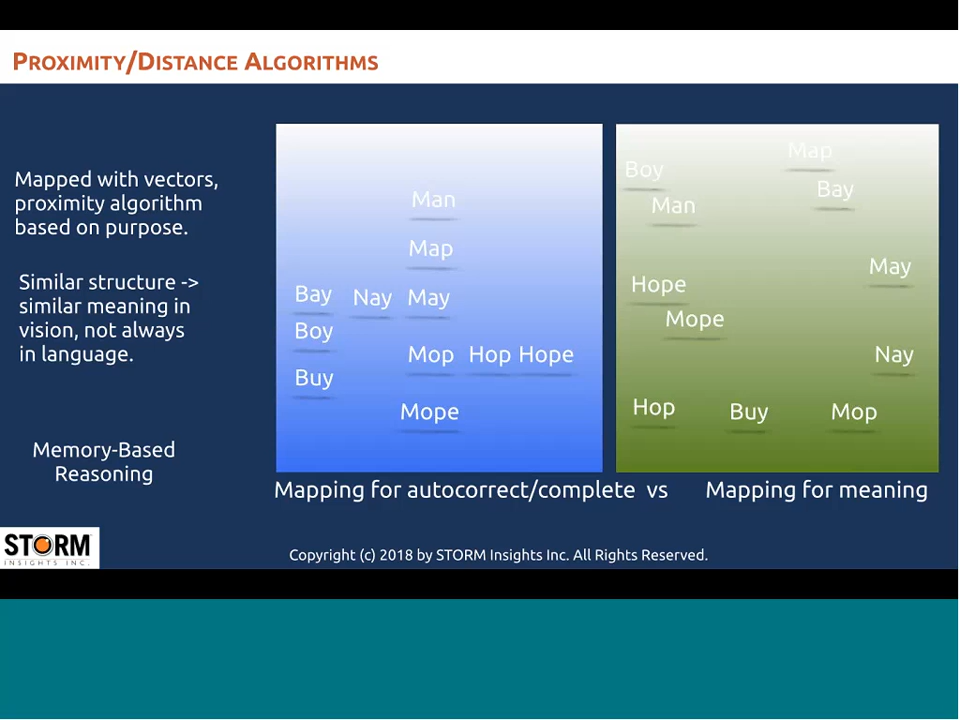 PROXIMITY/DISTANCE ALGORITHMS
Mapped with vectors,
proximity algorithm
based on purpose.
Similar structure ->
similar meaning in
vision, not always
in language.
Memory-Based
Reasoning
Man
Map
Bay Nay May
Boy
Mop Hop Hope
Buy
Mope
Mapping for autocorrect/complete vs
Map
Boy
Bay
Man
May
Hope
Mope
Nay
Hop Buy Mop
Mapping for meaning
STORM
INSIGHTS INC.
Copyright (c) 2018 by STORM Insights Inc. All Rights Reserved.